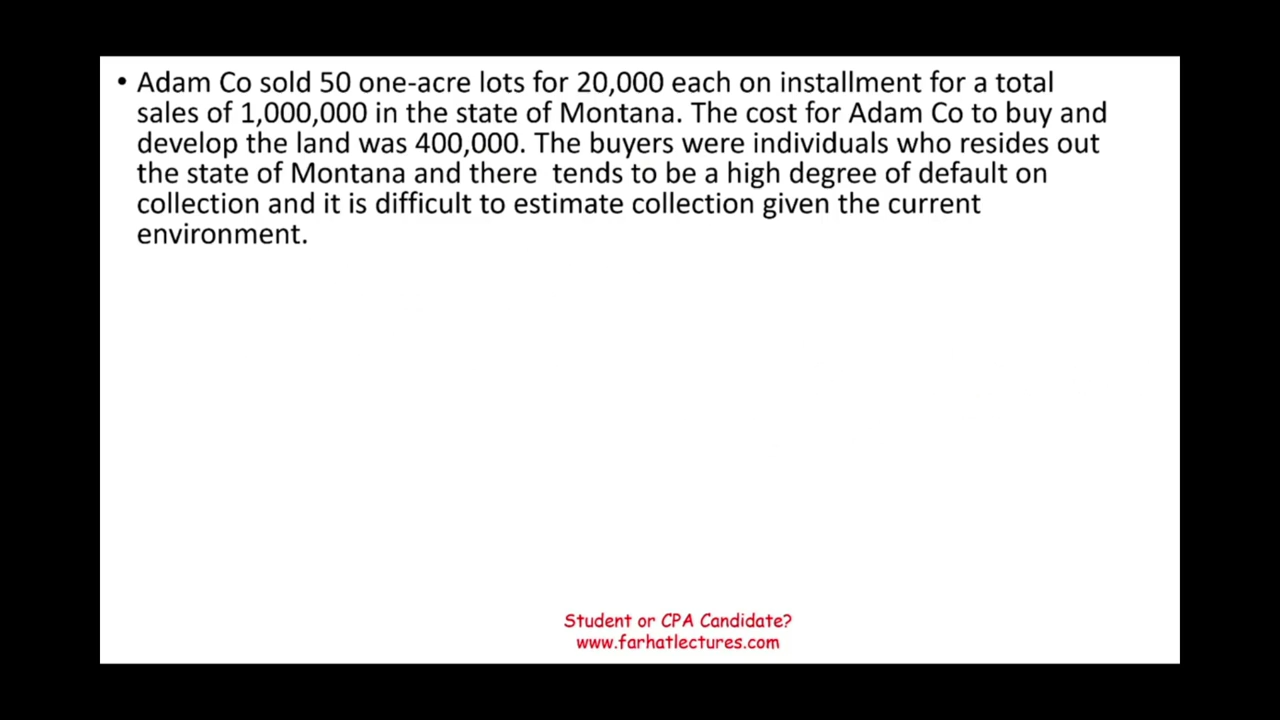 • Adam Co sold 50 one-acre lots for 20,000 each on installment for a total
sales of 1,000,000 in the state of Montana. The cost for Adam Co to buy and
develop the land was 400,000. The buyers were individuals who resides out
the state of Montana and there  tends to be a high degree of default on
collection and it is difficult to estimate collection given the current
environment.
Student or CPA Candidate?
www.farhatlectures.com